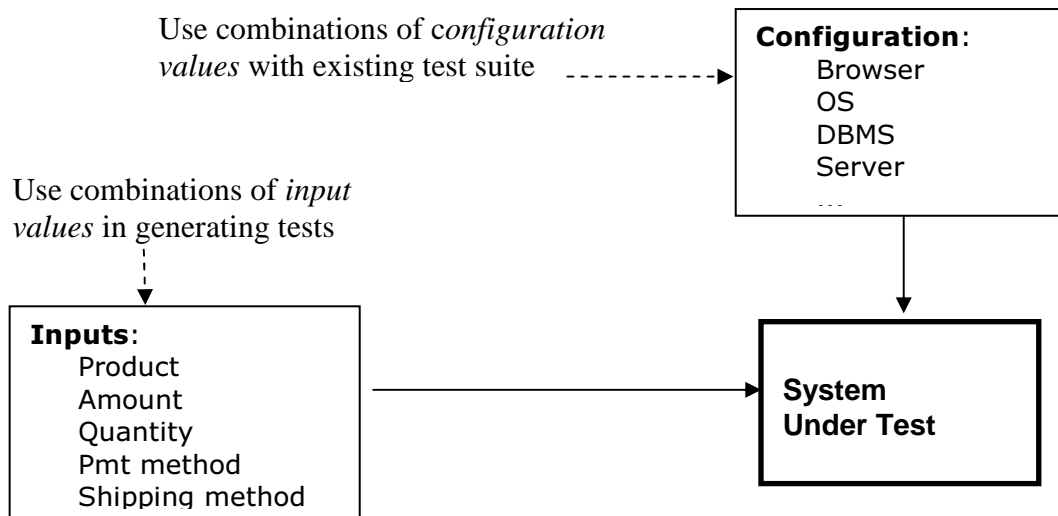 Use combinations of configuration
values with existing test suite
Configuration:
Browser
OS
DBMS
Server
...
Use combinations of input
values in generating tests
Inputs:
Product
Amount
Quantity
Pmt method
Shipping method
System
Under Test